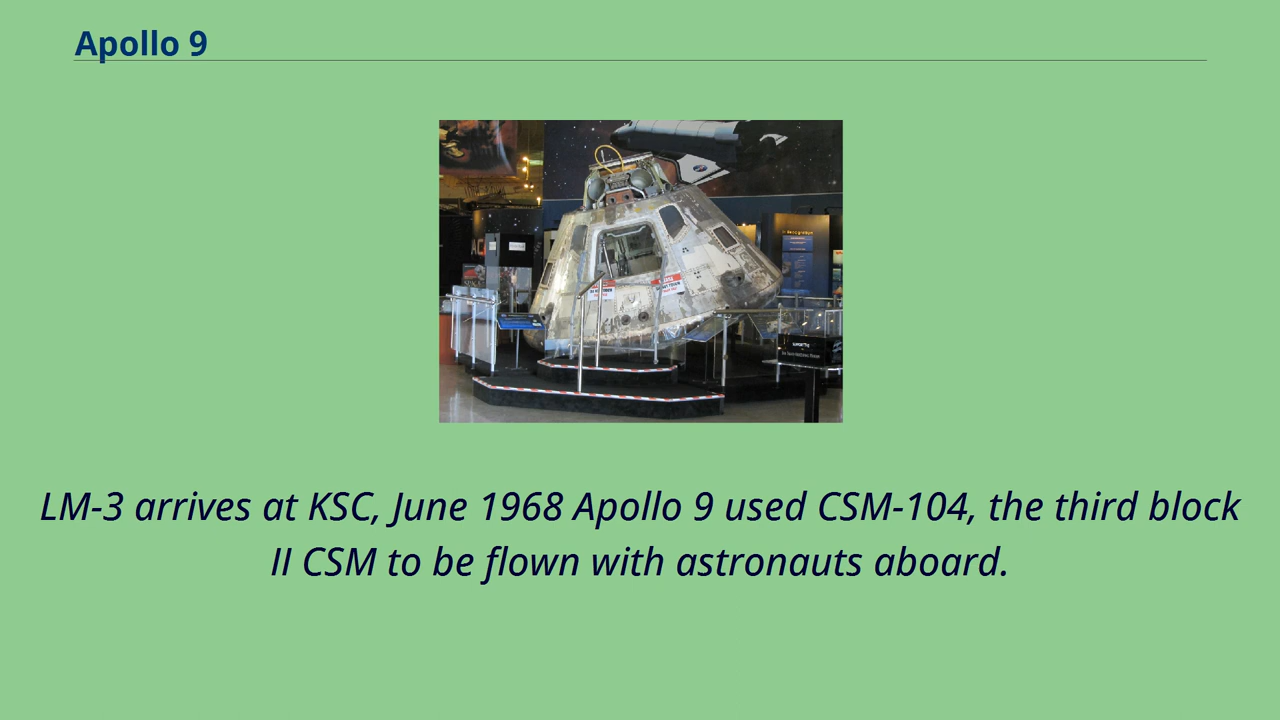 Apollo 9
LM-3 arrives at KSC, June 1968 Apollo 9 used CSM-104, the third block
II CSM to be flown with astronauts aboard.